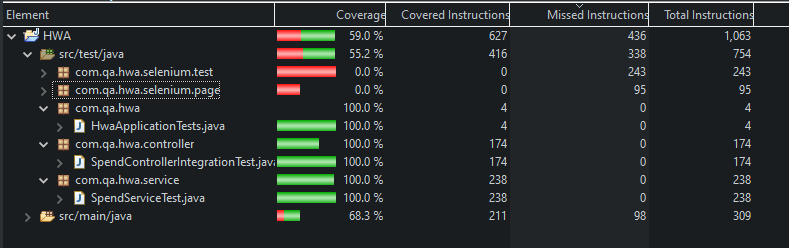 Element Coverage Covered Instructions Missed Instructions Total Instructions
HWA 59.0 % 627 436 1,063
src/test/java 55.2 % 416 338 754
com.qa.hwa.selenium.test 0.0 % 0 243 243
com.qa.hwa.selenium.page 0.0 % 0 95 95
com.qa.hwa 100.0 % 4 0 4
HwaApplicationTests.java 100.0 % 4 0 4
com.qa.hwa.controller 100.0 % 174 0 174
SpendControllerIntegrationTest.java 100.0 % 174 0 174
com.qa.hwa.service 100.0 % 238 0 238
SpendServiceTest.java 100.0 % 238 0 238
src/main/java 68.3 % 211 98 309